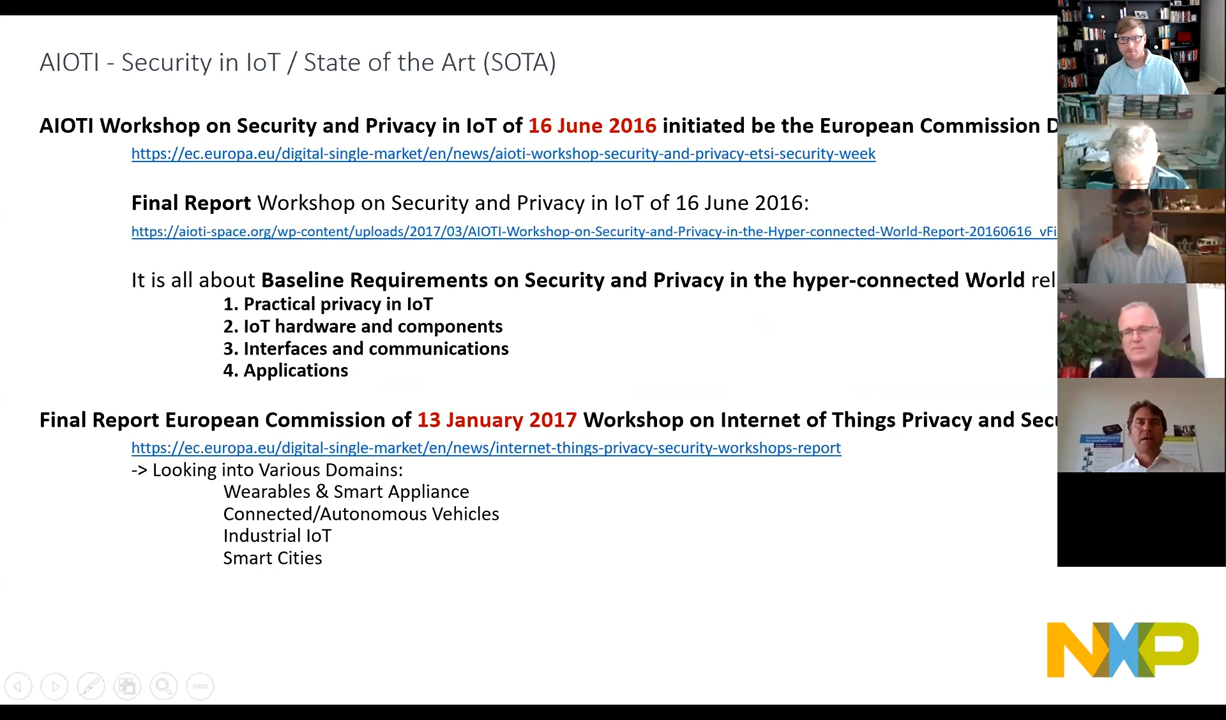 AIOTI - Security in IoT / State of the Art (SOTA)
AIOTI Workshop on Security and Privacy in IoT of 16 June 2016 initiated be the European Commission D
https://ec.europa.eu/digital-single-market/en/news/aioti-workshop-security-and-privacy-etsi-security-week
Final Report Workshop on Security and Privacy in IoT of 16 June 2016:
https://aioti-space.org/wp-content/uploads/2017/03/AIOTI-Workshop-on-Security-and-Privacy-in-the-Hyper-connected-World-Report-20160616_vFi
It is all about Baseline Requirements on Security and Privacy in the hyper-connected World rel
1. Practical privacy in IoT
2. IoT hardware and components
3. Interfaces and communications
4. Applications
Final Report European Commission of 13 January 2017 Workshop on Internet of Things Privacy and Secu
https://ec.europa.eu/digital-single-market/en/news/internet-things-privacy-security-workshops-report
-> Looking into Various Domains:
Wearables & Smart Appliance
Connected/Autonomous Vehicles
Industrial IoT
Smart Cities
NXP